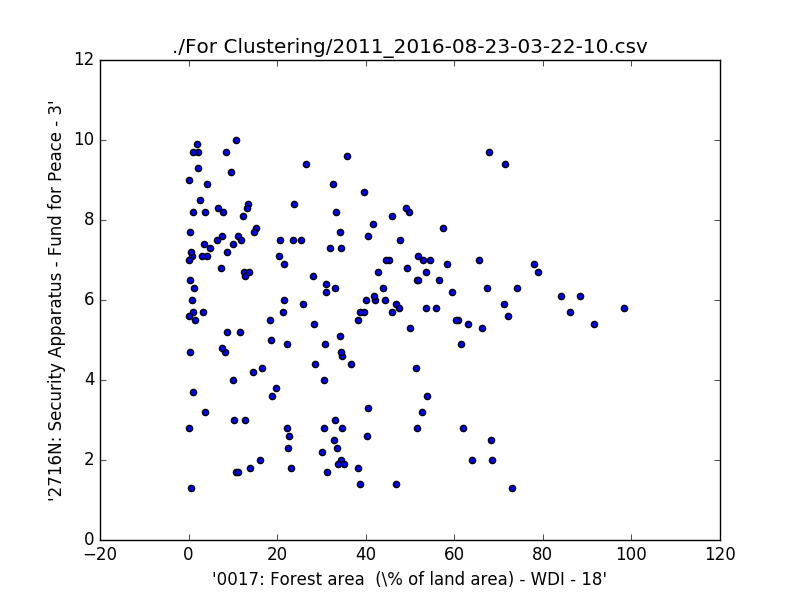 ./For Clustering/2011_2016-08-23-03-22-10.csv
'2716N: Security Apparatus - Fund for Peace - 3'
12
10
8
6
4
2
0
−20 0 20 40 60 80 100 120
'0017: Forest area  (\% of land area) - WDI - 18'